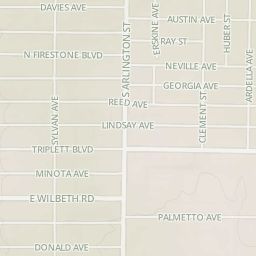 DAVIES AVE
AUSTIN AVE
S ARLINGTON ST
ERSKINE AVE
HUBER ST
RAY ST
N FIRESTONE BLVD
NEVILLE AVE
ARDELLA AVE
GEORGIA AVE
REED AVE
SYLVAN AVE
CLEMENT ST
LINDSAY AVE
TRIPLETT BLVD
MINOTA AVE
E WILBETH RD
PALMETTO AVE
DONALD AVE